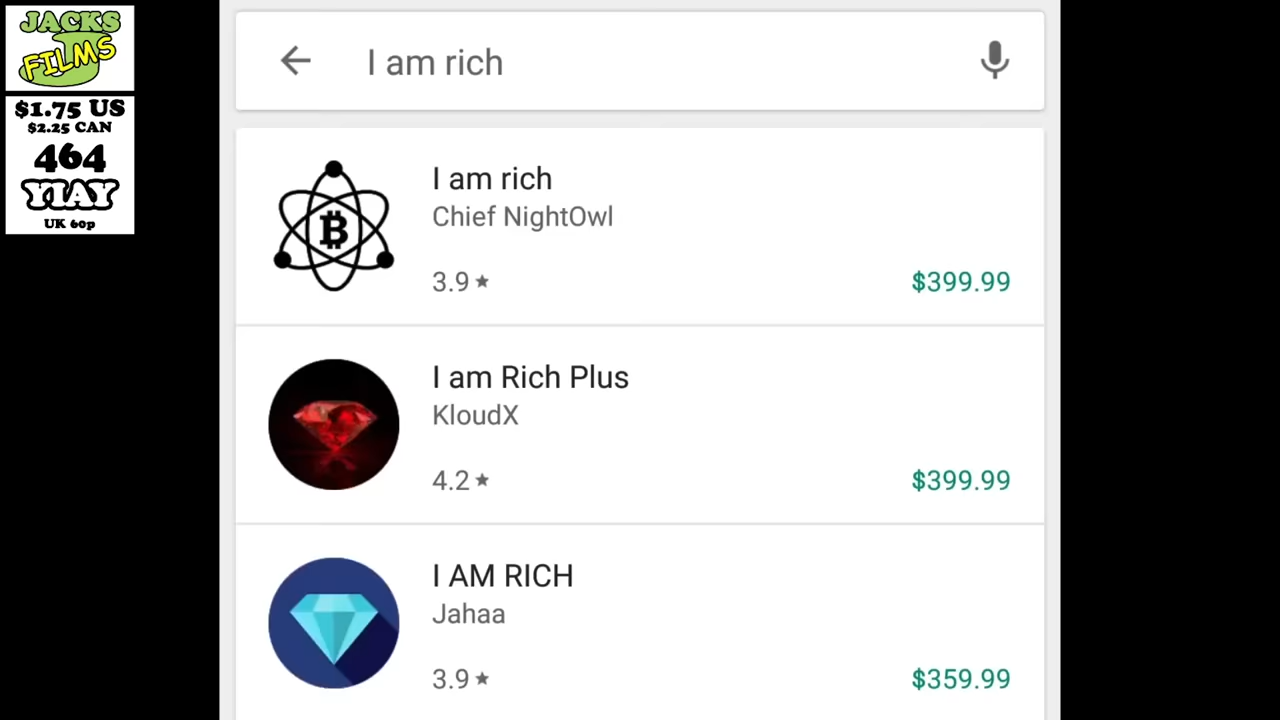 JACKS
FILMS
$1.75 US
$2.25 CAN
464
YIAY
UK 60p
I am rich
I am rich
Chief NightOwl
3.9
$399.99
I am Rich Plus
KloudX
4.2
$399.99
I AM RICH
Jahaa
3.9
$359.99